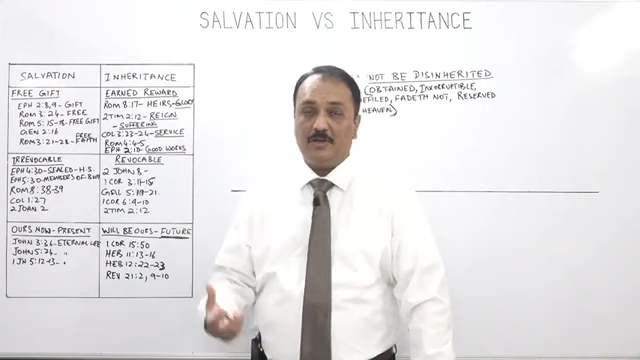 SALVATION VS INHERITANCE
SALVATION
FREE GIFT
EPH 2:8,9 - GIFT
ROM 3:24 - FREE
ROM 5:15-18 - FREE GIFT
GEN 2:16
FREE
ROM 3:21-28 - FAITH
IRREVOCABLE
EPH 4:30 - SEALED - H.S.
EPH 5:30 - MEMBERS OF
ROM 8:38-39
COL 1:27
2 JOHN 2
OURS NOW - PRESENT
JOHN 3:36 - ETERNAL LIFE
JOHN 5:24 - "
1 JN 5:12-13 - "
INHERITANCE
EARNED REWARD
ROM 8:17 - HEIRS - GLORY
2 TIM 2:12 - REIGN
- SUFFERING
COL 3:23-24 - SERVICE
ROM 4:4-5
EPH 2:10 - GOOD WORKS
REVOCABLE
2 JOHN 8 -
1 COR 3:11-15
GAL 5:19-21
1 COR 6:9-10
2 TIM 2:12
WILL BE OURS - FUTURE
1 COR 15:50
HEB 11:13-16
HEB 12:22-23
REV 21:2, 9-10
NOT BE DISINHERITED
(OBTAINED, INCORRUPTIBLE
FADETH NOT, RESERVED